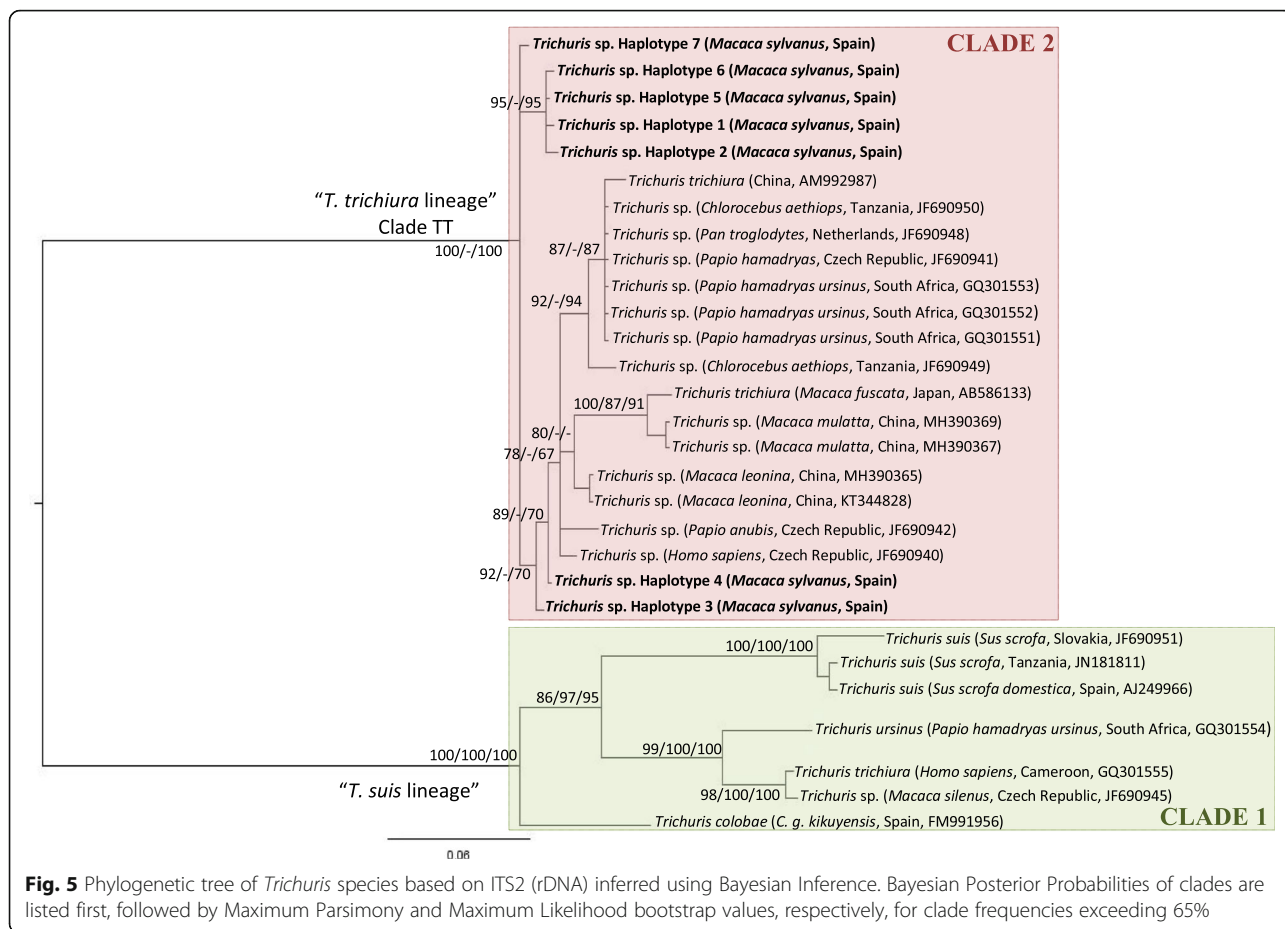 Trichuris sp. Haplotype 7 (Macaca sylvanus, Spain)
CLADE 2
Trichuris sp. Haplotype 6 (Macaca sylvanus, Spain)
95/-/95
Trichuris sp. Haplotype 5 (Macaca sylvanus, Spain)
Trichuris sp. Haplotype 1 (Macaca sylvanus, Spain)
Trichuris sp. Haplotype 2 (Macaca sylvanus, Spain)
Trichuris trichiura (China, AM992987)
"T. trichiura lineage"
Clade TT
100/-/100
Trichuris sp. (Chlorocebus aethiops, Tanzania, JF690950)
Trichuris sp. (Pan troglodytes, Netherlands, JF690948)
87/-/87
Trichuris sp. (Papio hamadryas, Czech Republic, JF690941)
Trichuris sp. (Papio hamadryas ursinus, South Africa, GQ301553)
92/-/94
Trichuris sp. (Papio hamadryas ursinus, South Africa, GQ301552)
Trichuris sp. (Papio hamadryas ursinus, South Africa, GQ301551)
Trichuris sp. (Chlorocebus aethiops, Tanzania, JF690949)
Trichuris trichiura (Macaca fuscata, Japan, AB586133)
100/87/91
Trichuris sp. (Macaca mulatta, China, MH390369)
80/-/-
Trichuris sp. (Macaca mulatta, China, MH390367)
78/-/67
Trichuris sp. (Macaca leonina, China, MH390365)
Trichuris sp. (Macaca leonina, China, KT344828)
89/-/70
Trichuris sp. (Papio anubis, Czech Republic, JF690942)
Trichuris sp. (Homo sapiens, Czech Republic, JF690940)
92/-/70
Trichuris sp. Haplotype 4 (Macaca sylvanus, Spain)
Trichuris sp. Haplotype 3 (Macaca sylvanus, Spain)
Trichuris suis (Sus scrofa, Slovakia, JF690951)
100/100/100
Trichuris suis (Sus scrofa, Tanzania, JN181811)
Trichuris suis (Sus scrofa domestica, Spain, AJ249966)
86/97/95
Trichuris ursinus (Papio hamadryas ursinus, South Africa, GQ301554)
99/100/100
100/100/100
Trichuris trichiura (Homo sapiens, Cameroon, GQ301555)
"T. suis lineage"
98/100/100
Trichuris sp. (Macaca silenus, Czech Republic, JF690945)
Trichuris colobae (C. g. kikuyensis, Spain, FM991956)
CLADE 1
0.06
Fig. 5 Phylogenetic tree of Trichuris species based on ITS2 (rDNA) inferred using Bayesian Inference. Bayesian Posterior Probabilities of clades are
listed first, followed by Maximum Parsimony and Maximum Likelihood bootstrap values, respectively, for clade frequencies exceeding 65%